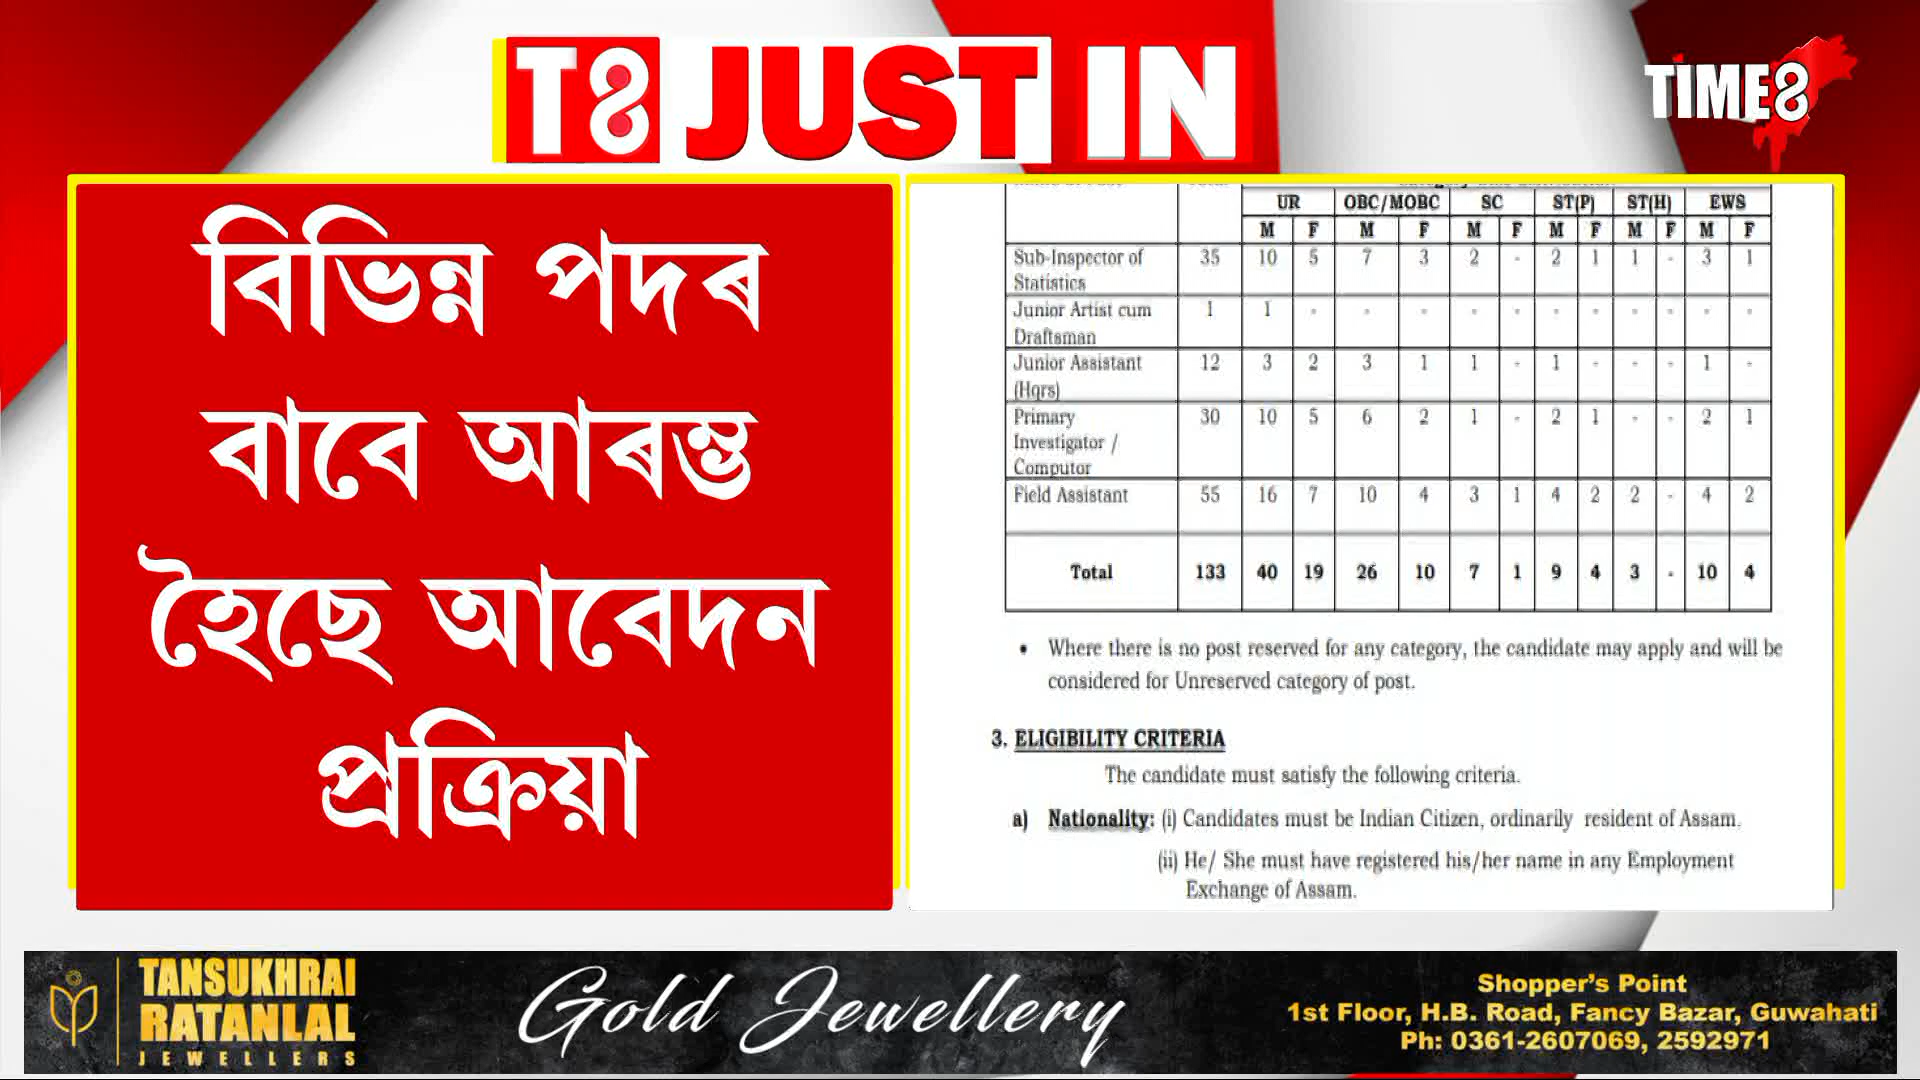 T8 JUST IN
TIME8
বিভিন্ন পদৰ
বাবে আৰম্ভ
হৈছে আবেদন
প্ৰক্ৰিয়া
UR OBC/MOBC SC ST(P) ST(H) EWS
M F M F M F M F M F M F
Sub-Inspector of 35 10 5 7 3 2 - 2 1 1 - 3 1
Statistics
Junior Artist cum 1 1 - - - - - - - - - - -
Draftsman
Junior Assistant 12 3 2 3 1 1 - 1 - - - 1 -
(Hqrs)
Primary 30 10 5 6 2 1 - 2 1 - - 2 1
Investigator /
Computor
Field Assistant 55 16 7 10 4 3 1 4 2 2 - 4 2
Total 133 40 19 26 10 7 1 9 4 3 - 10 4
• Where there is no post reserved for any category, the candidate may apply and will be
considered for Unreserved category of post.
3. ELIGIBILITY CRITERIA
The candidate must satisfy the following criteria.
a) Nationality: (i) Candidates must be Indian Citizen, ordinarily resident of Assam.
(ii) He/ She must have registered his/her name in any Employment
Exchange of Assam.
TANSUKHRAI
RATANLAL
JEWELLERS
Gold Jewellery
Shopper's Point
1st Floor, H.B. Road, Fancy Bazar, Guwahati
Ph: 0361-2607069, 2592971